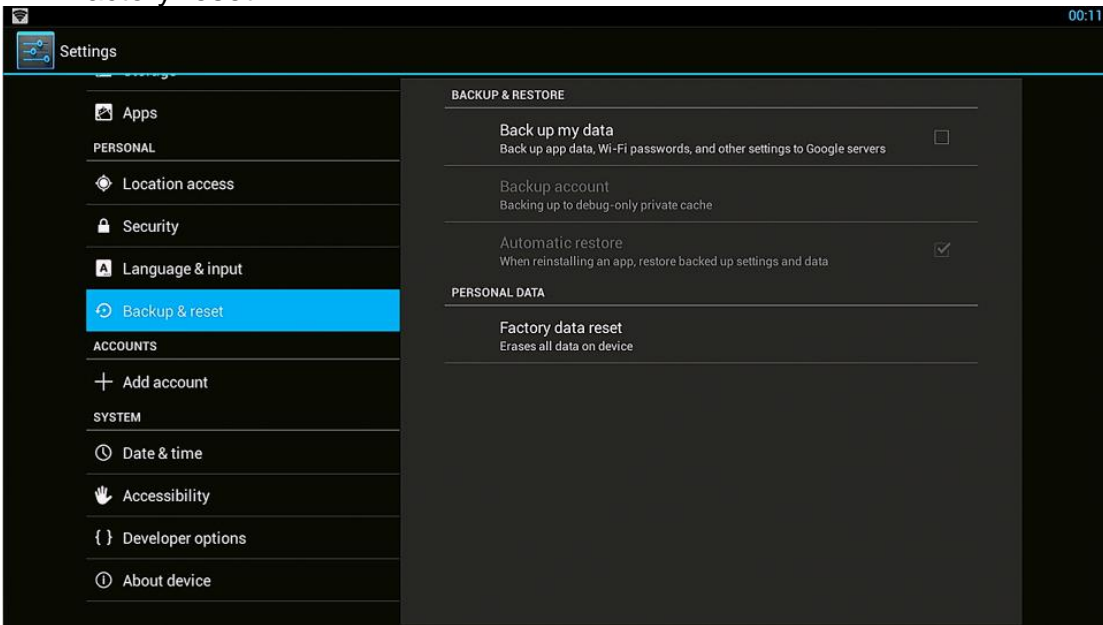 00:11
Settings
Apps
PERSONAL
Location access
Security
Language & input
Backup & reset
ACCOUNTS
Add account
SYSTEM
Date & time
Accessibility
{ } Developer options
About device
BACKUP & RESTORE
Back up my data
Back up app data, Wi-Fi passwords, and other settings to Google servers
Backup account
Backing up to debug-only private cache
Automatic restore
When reinstalling an app, restore backed up settings and data
PERSONAL DATA
Factory data reset
Erases all data on device